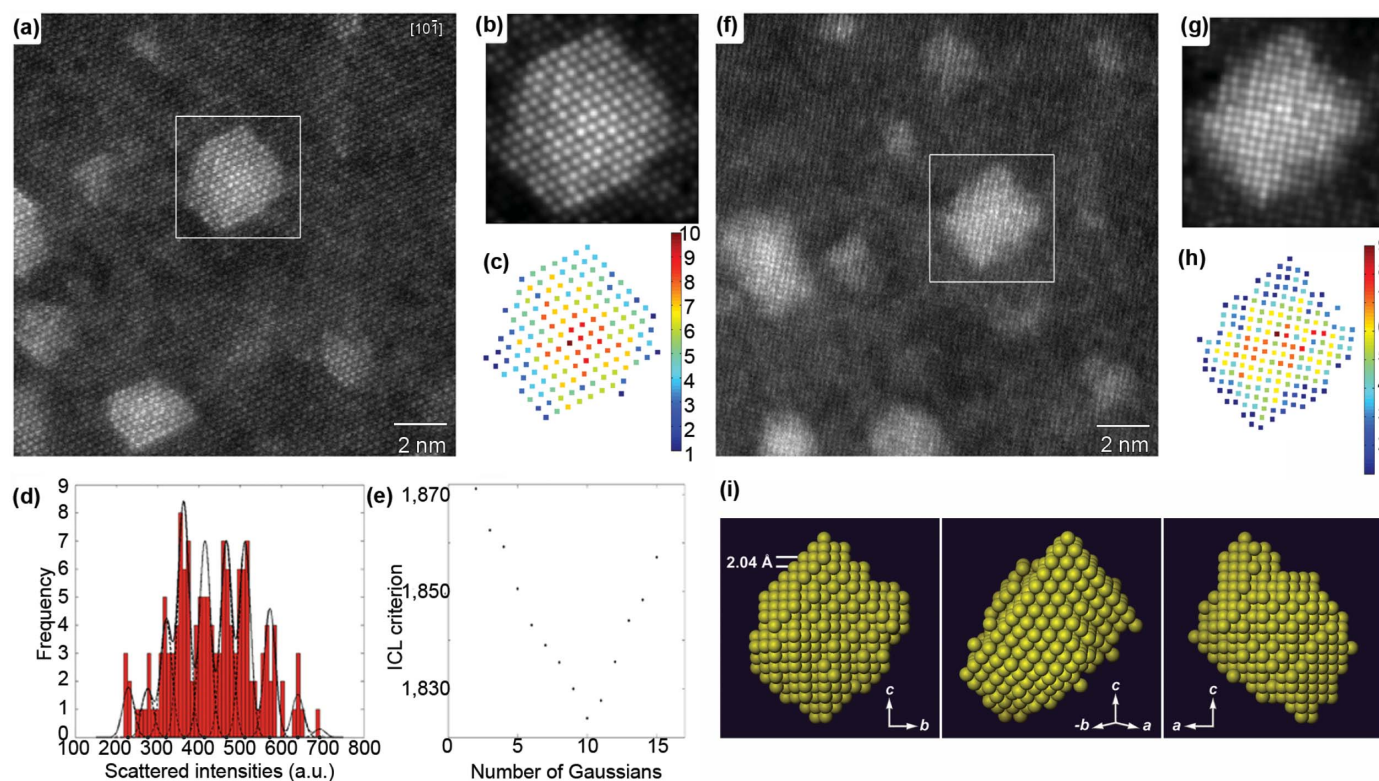 (a)
[101̄]
2 nm
(b)
(c)
10
9
8
7
6
5
4
3
2
1
(d)
9
8
7
6
5
4
3
2
1
0
Frequency
100 200 300 400 500 600 700 800
Scattered intensities (a.u.)
(e)
1,870
1,850
1,830
ICL criterion
0 5 10 15
Number of Gaussians
(f)
2 nm
(g)
(h)
(i)
2.04 Å
c
b
c
-b a
c
a